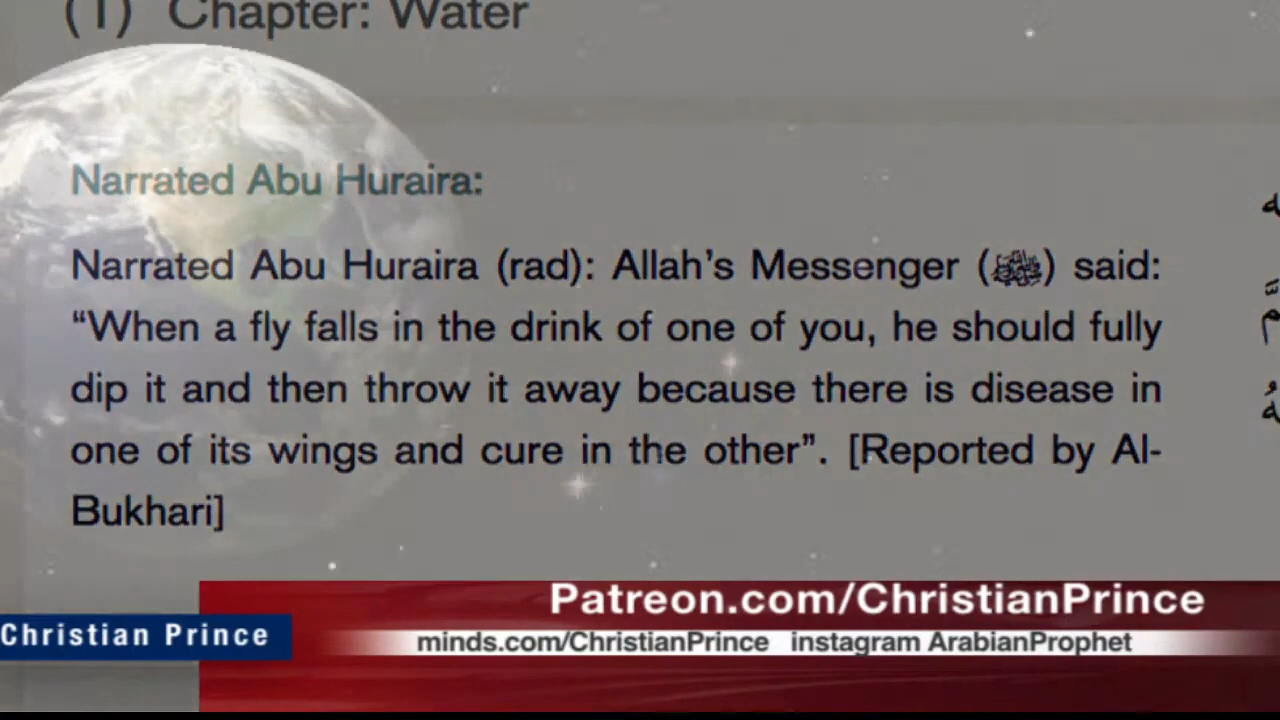 (1) Chapter: Water
Narrated Abu Huraira:
Narrated Abu Huraira (rad): Allah's Messenger (ﷺ) said:
“When a fly falls in the drink of one of you, he should fully
dip it and then throw it away because there is disease in
one of its wings and cure in the other”. [Reported by Al-
Bukhari]
Patreon.com/ChristianPrince
Christian Prince
minds.com/ChristianPrince instagram ArabianProphet